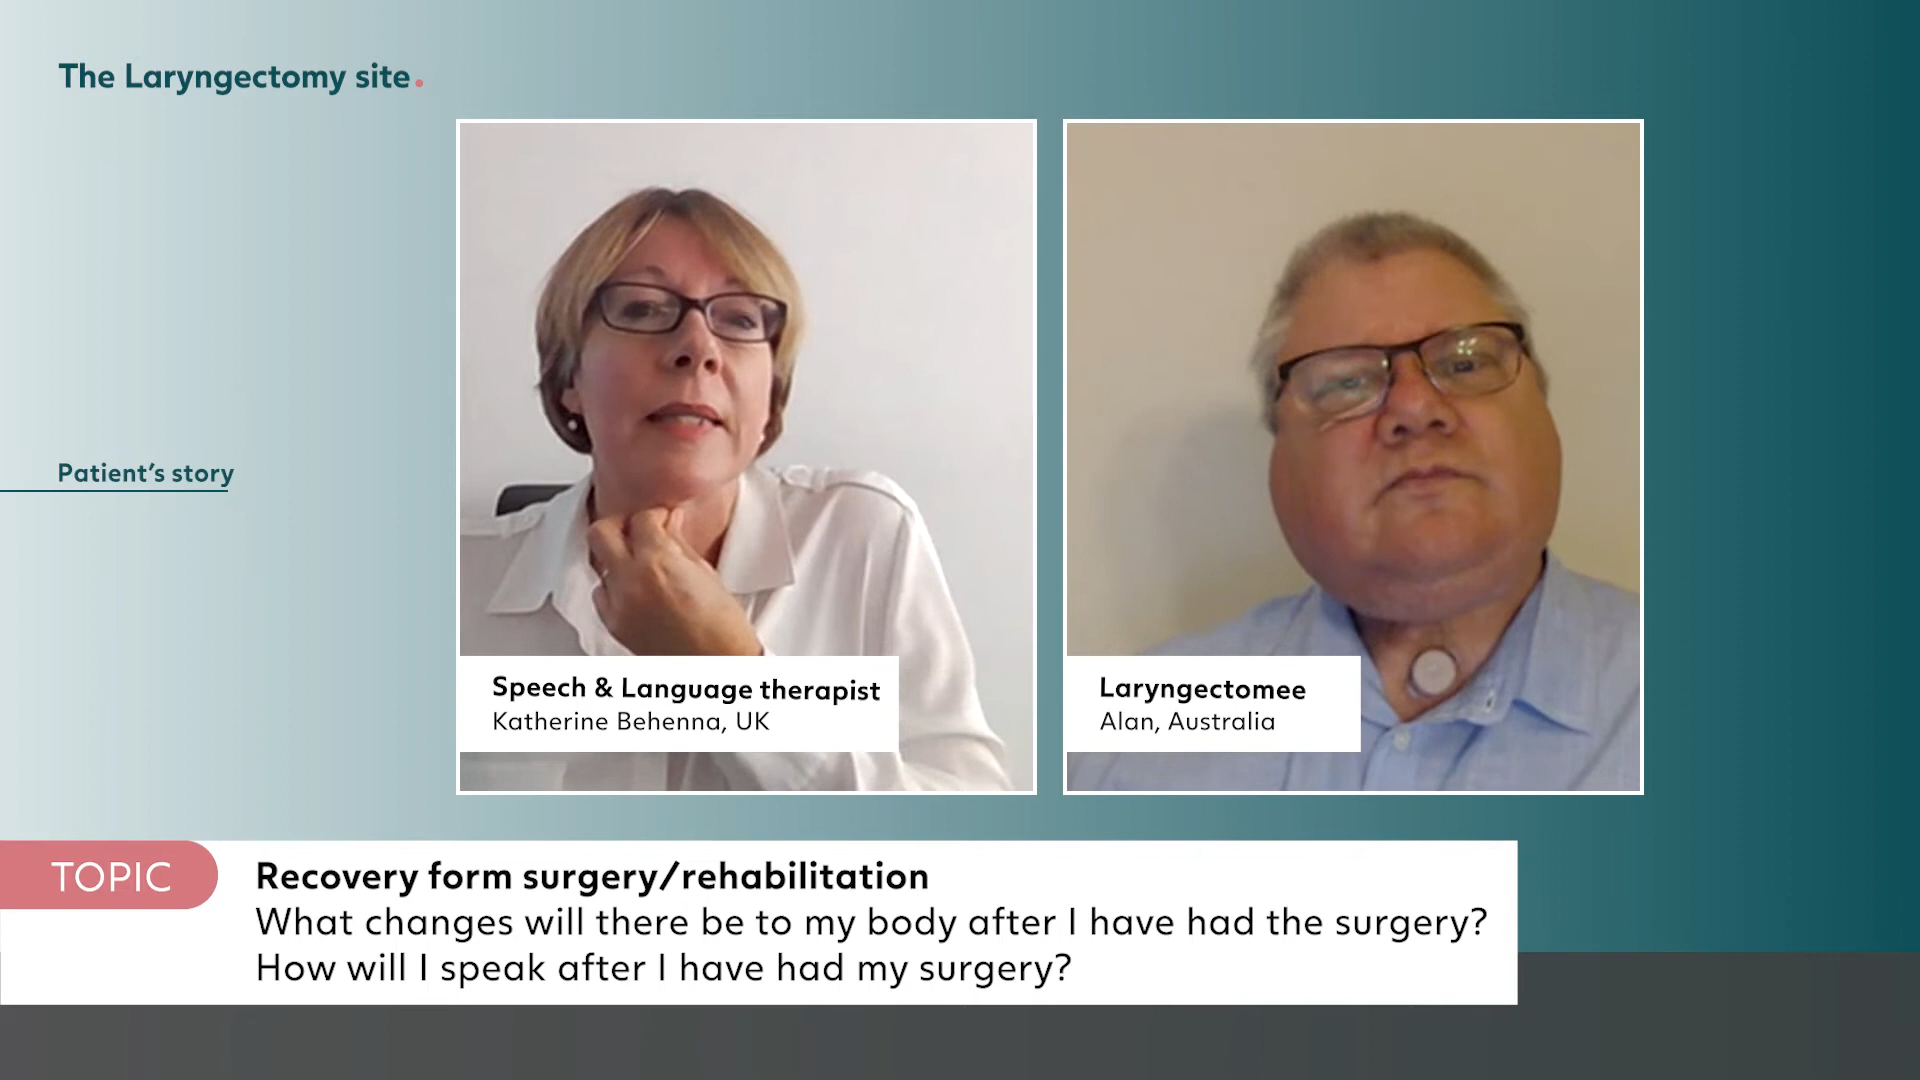 The Laryngectomy site.
Patient's story
Speech & Language therapist
Katherine Behenna, UK
Laryngectomee
Alan, Australia
TOPIC
Recovery form surgery/rehabilitation
What changes will there be to my body after I have had the surgery?
How will I speak after I have had my surgery?